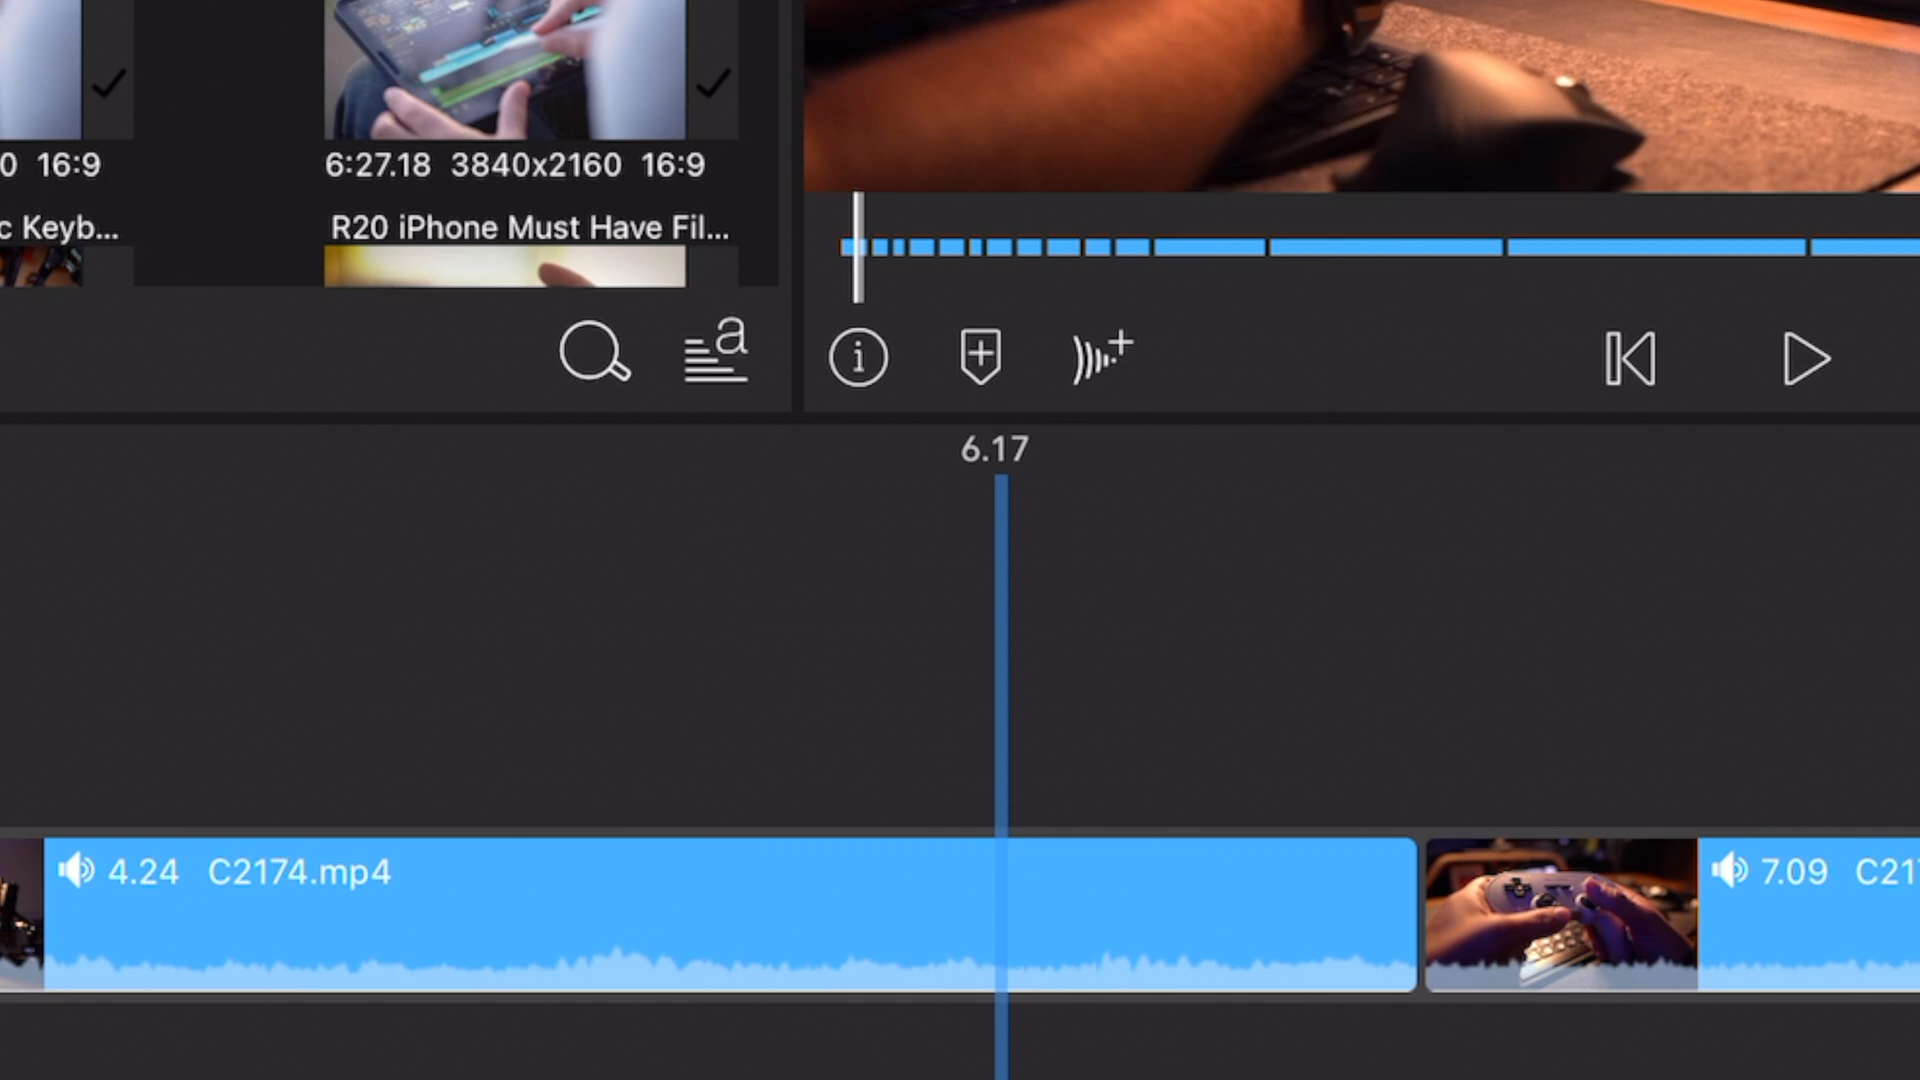 0 16:9
6:27.18 3840x2160 16:9
c Keyb...
R20 iPhone Must Have Fil...
a
i
6.17
4.24 C2174.mp4
7.09 C217